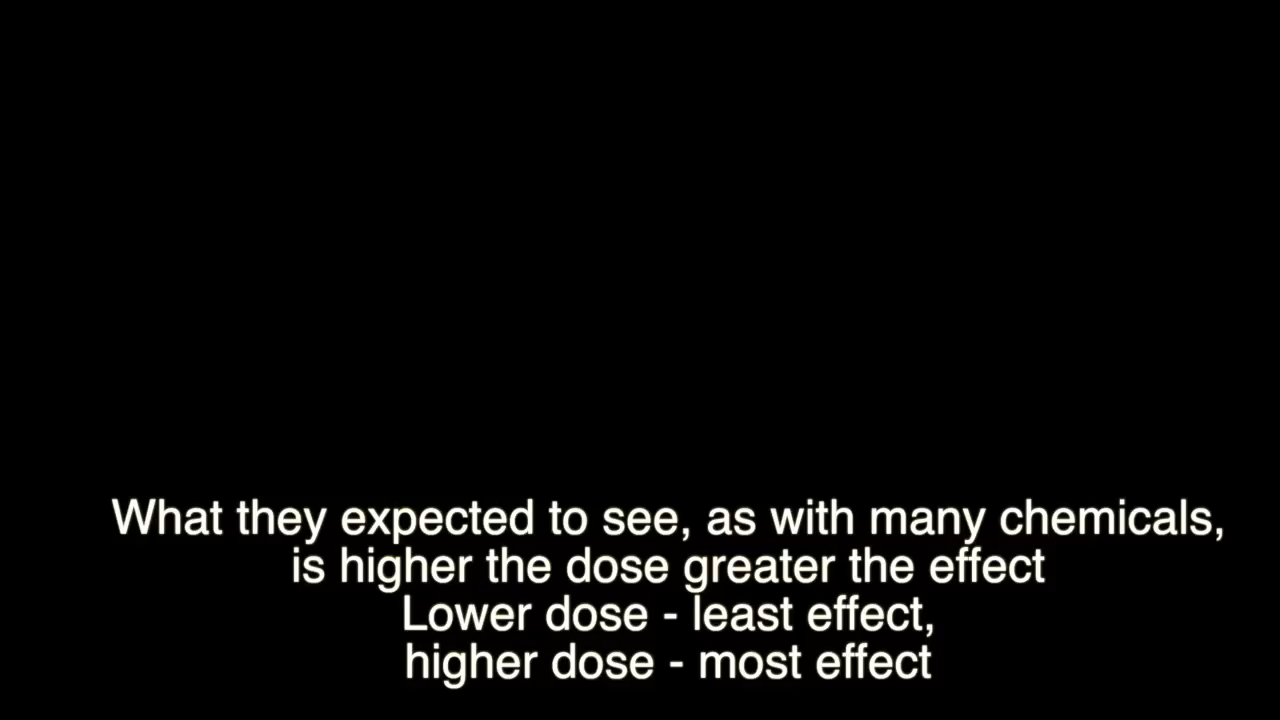 What they expected to see, as with many chemicals,
is higher the dose greater the effect
Lower dose - least effect,
higher dose - most effect